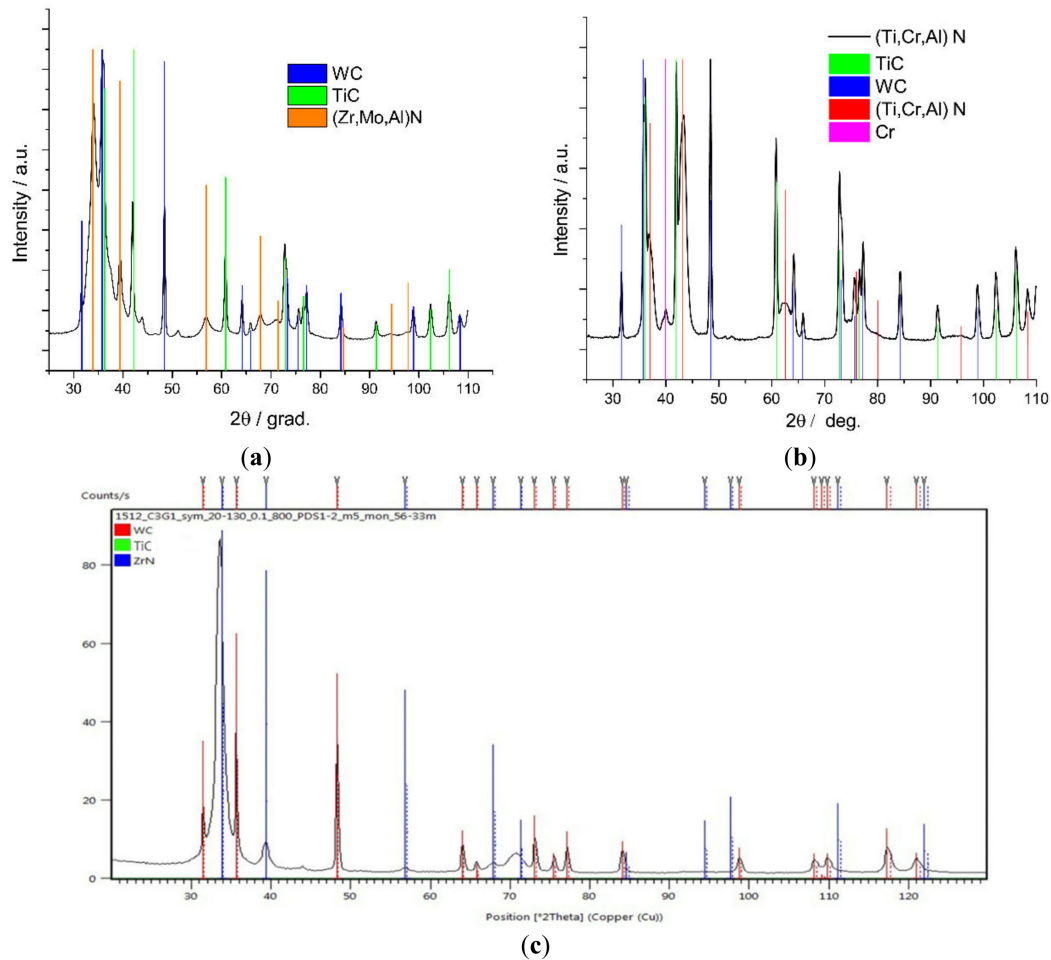 (Ti,Cr,Al) N
WC
TiC
(Zr,Mo,Al)N
TiC
WC
(Ti,Cr,Al) N
Cr
Intensity / a.u.
Intensity / a.u.
30 40 50 60 70 80 90 100 110
30 40 50 60 70 80 90 100 110
2θ / grad.
2θ / deg.
(a)
(b)
Counts/s
1512_C3G1_sym_20-130_0.1_800_PDS1-2_m5_mon_56-33m
WC
TiC
ZrN
80
60
40
20
0
30 40 50 60 70 80 90 100 110 120
Position [°2Theta] (Copper (Cu))
(c)